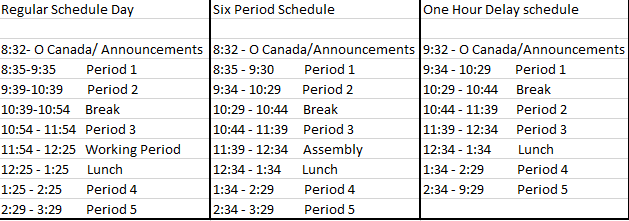 Regular Schedule Day Six Period Schedule One Hour Delay schedule
8:32- O Canada/ Announcements 8:32 - O Canada/Announcements 9:32 - O Canada/Announcements
8:35-9:35 Period 1 8:35 - 9:30 Period 1 9:34 - 10:29 Period 1
9:39-10:39 Period 2 9:34 - 10:29 Period 2 10:29 - 10:44 Break
10:39-10:54 Break 10:29 - 10:44 Break 10:44 - 11:39 Period 2
10:54 - 11:54 Period 3 10:44 - 11:39 Period 3 11:39 - 12:34 Period 3
11:54 - 12:25 Working Period 11:39 - 12:34 Assembly 12:34 - 1:34 Lunch
12:25 - 1:25 Lunch 12:34 - 1:34 Lunch 1:34 - 2:29 Period 4
1:25 - 2:25 Period 4 1:34 - 2:29 Period 4 2:34 - 9:29 Period 5
2:29 - 3:29 Period 5 2:34 - 3:29 Period 5